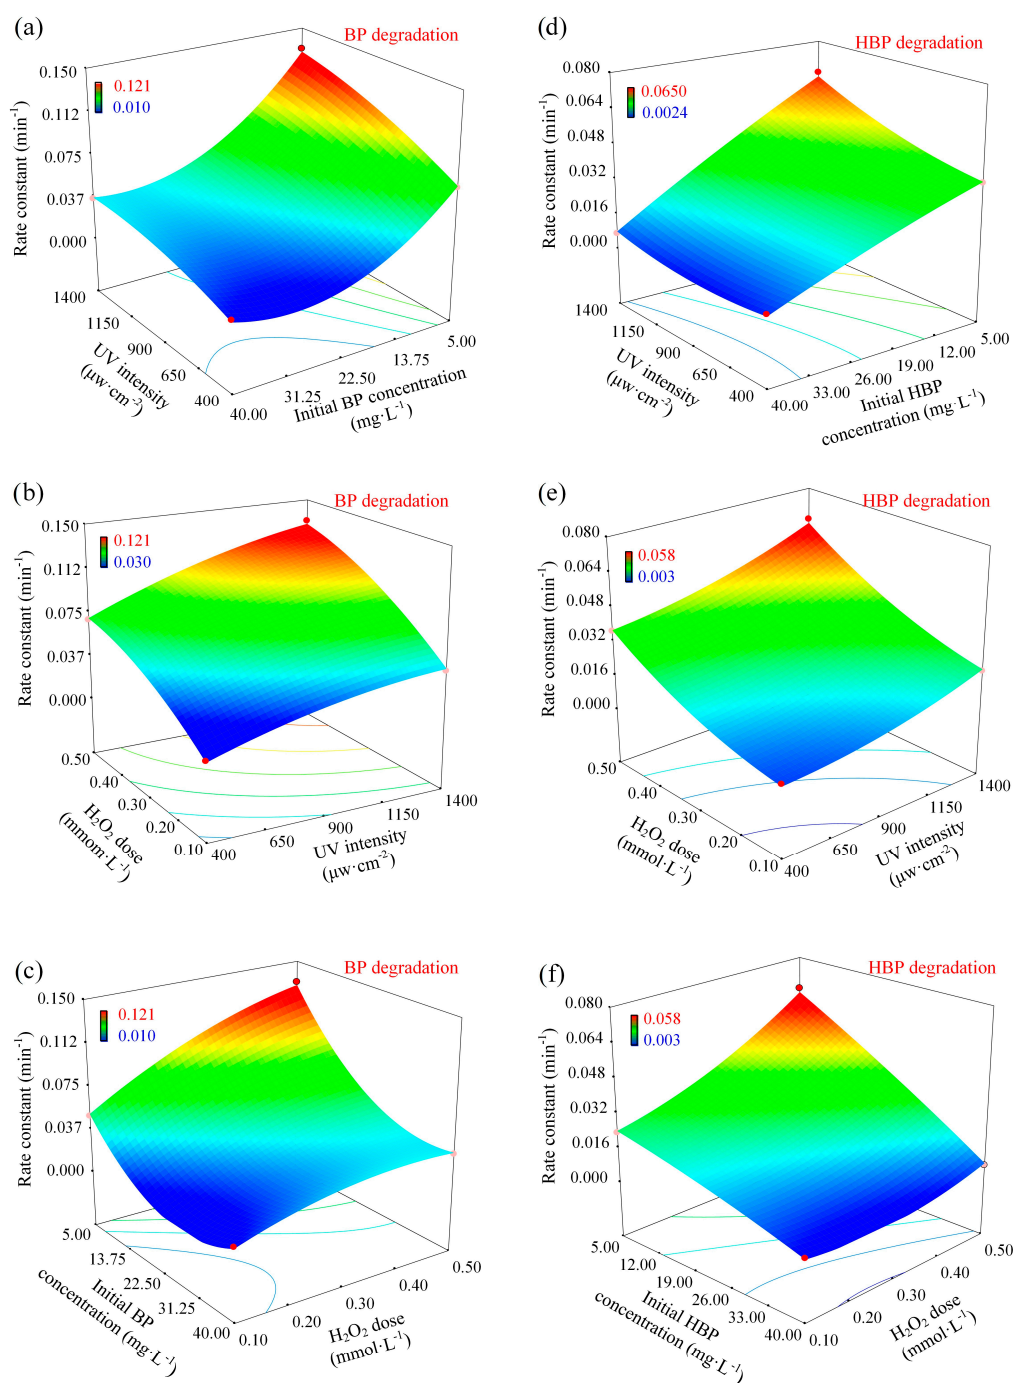 (a)
BP degradation
0.150
0.121
0.010
0.112
0.075
0.037
0.000
Rate constant (min⁻¹)
1400
1150
900
650
400
UV intensity
(μw·cm⁻²)
40.00
31.25
22.50
13.75
5.00
Initial BP concentration
(mg·L⁻¹)
(d)
HBP degradation
0.080
0.0650
0.0024
0.064
0.048
0.032
0.016
0.000
Rate constant (min⁻¹)
1400
1150
900
650
400
UV intensity
(μw·cm⁻²)
40.00
33.00
26.00
19.00
12.00
5.00
Initial HBP
concentration (mg·L⁻¹)
(b)
BP degradation
0.150
0.121
0.030
0.112
0.075
0.037
0.000
Rate constant (min⁻¹)
0.50
0.40
0.30
0.20
0.10
H₂O₂ dose
(mmom·L⁻¹)
400
650
900
1150
1400
UV intensity
(μw·cm⁻²)
(e)
HBP degradation
0.080
0.058
0.003
0.064
0.048
0.032
0.016
0.000
Rate constant (min⁻¹)
0.50
0.40
0.30
0.20
0.10
H₂O₂ dose
(mmol·L⁻¹)
400
650
900
1150
1400
UV intensity
(μw·cm⁻²)
(c)
BP degradation
0.150
0.121
0.010
0.112
0.075
0.037
0.000
Rate constant (min⁻¹)
5.00
13.75
22.50
31.25
40.00
Initial BP
concentration (mg·L⁻¹)
0.10
0.20
0.30
0.40
0.50
H₂O₂ dose
(mmol·L⁻¹)
(f)
HBP degradation
0.080
0.058
0.003
0.064
0.048
0.032
0.016
0.000
Rate constant (min⁻¹)
5.00
12.00
19.00
26.00
33.00
40.00
Initial HBP
concentration (mg·L⁻¹)
0.10
0.20
0.30
0.40
0.50
H₂O₂ dose
(mmol·L⁻¹)